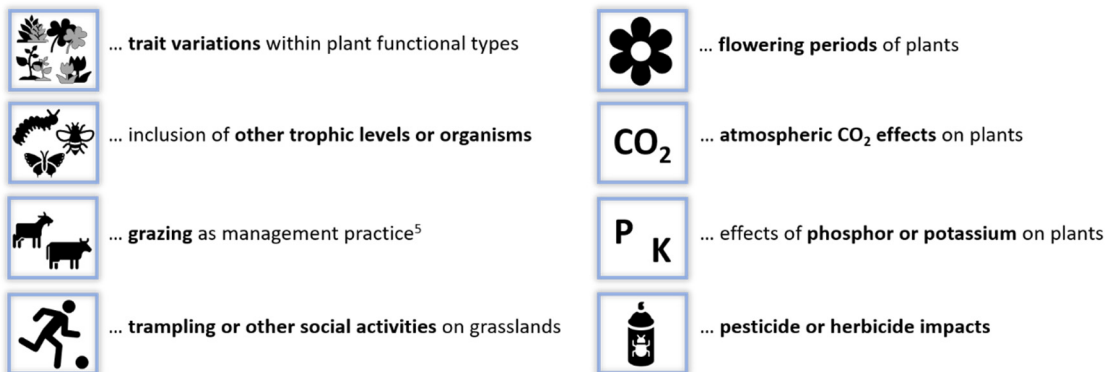 ... trait variations within plant functional types
... inclusion of other trophic levels or organisms
... grazing as management practice⁵
... trampling or other social activities on grasslands
... flowering periods of plants
CO₂
... atmospheric CO₂ effects on plants
P K
... effects of phosphor or potassium on plants
... pesticide or herbicide impacts